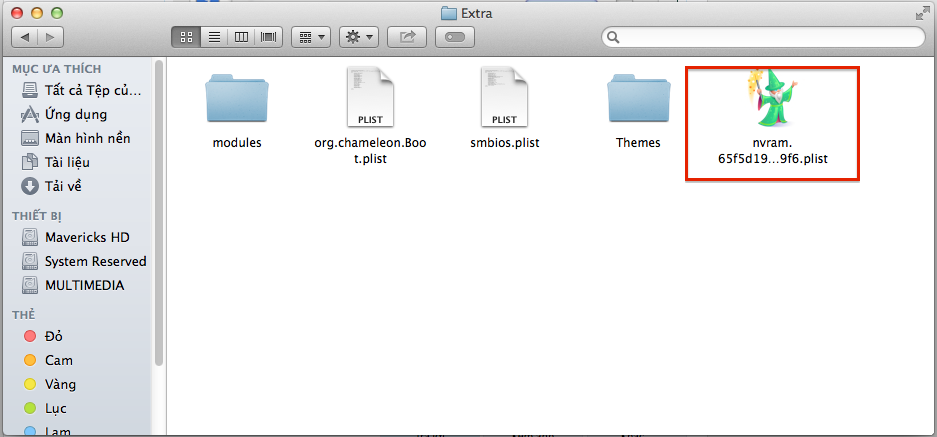 Extra
MỤC ƯA THÍCH
Tất cả Tệp củ...
Ứng dụng
Màn hình nền
Tài liệu
Tải về
THIẾT BỊ
Mavericks HD
System Reserved
MULTIMEDIA
THẺ
Đỏ
Cam
Vàng
Lục
Lam
PLIST
PLIST
modules
org.chameleon.Boo
t.plist
smbios.plist
Themes
nvram.
65f5d19...9f6.plist